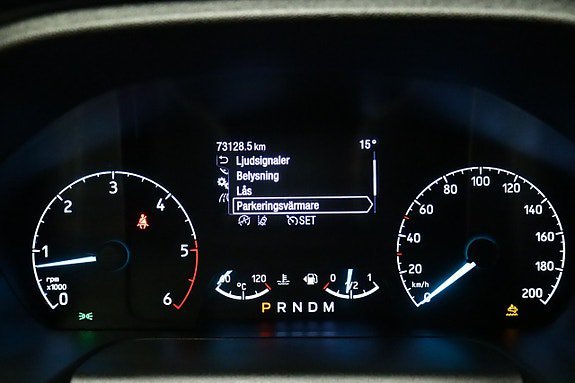 73128.5 km 15°
Ljudsignaler
Belysning
Lås
Parkeringsvärmare
SET
0 1 2 3 4 5 6
rpm
x1000
°C 120
0 1/2 1
P R N D M
0 20 40 60 80 100 120 140 160 180 200
km/h